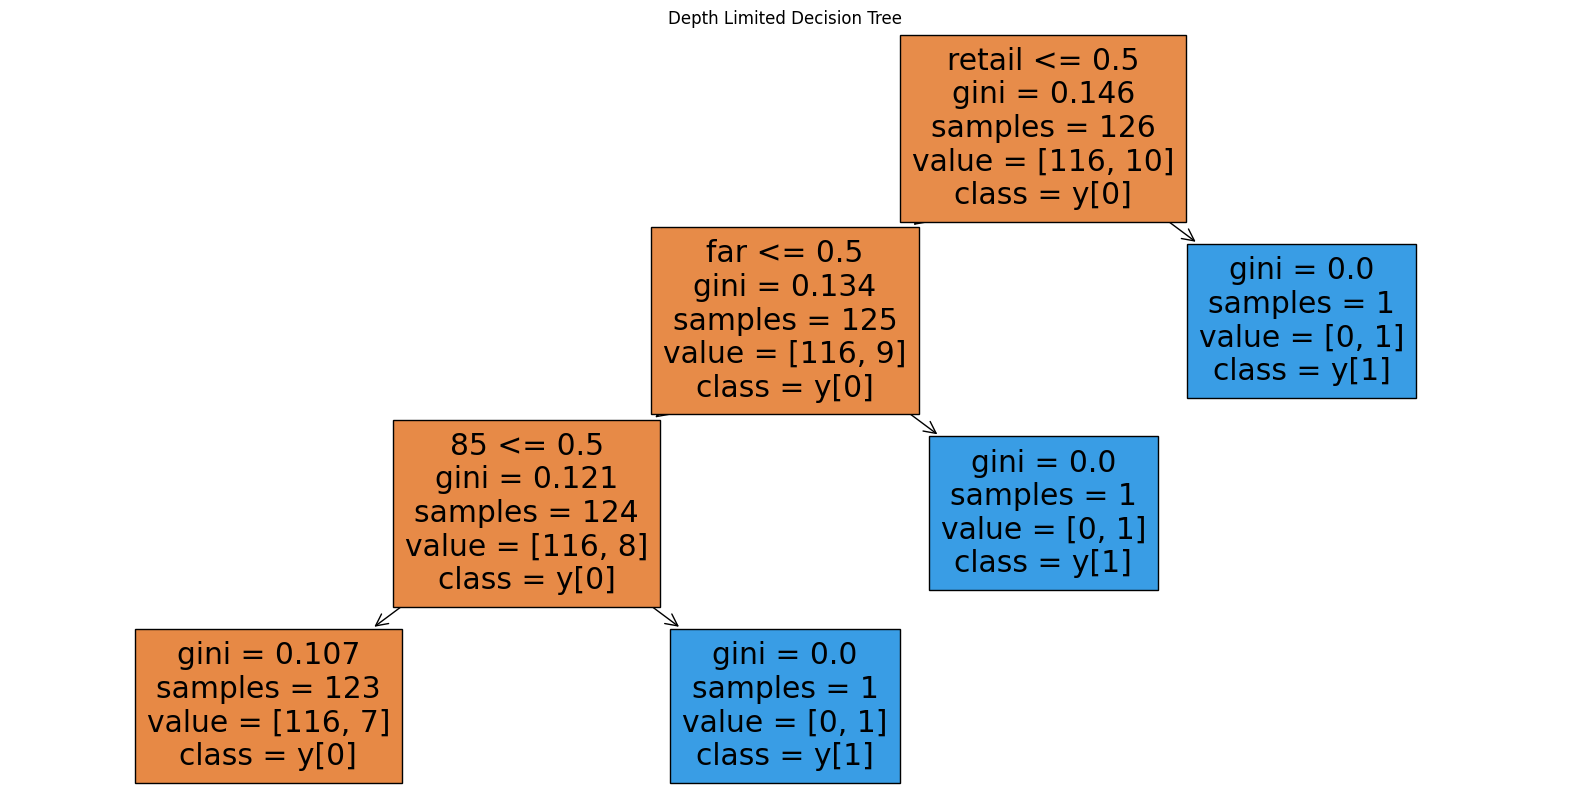 Depth Limited Decision Tree
retail <= 0.5
gini = 0.146
samples = 126
value = [116, 10]
class = y[0]
far <= 0.5
gini = 0.134
samples = 125
value = [116, 9]
class = y[0]
gini = 0.0
samples = 1
value = [0, 1]
class = y[1]
85 <= 0.5
gini = 0.121
samples = 124
value = [116, 8]
class = y[0]
gini = 0.0
samples = 1
value = [0, 1]
class = y[1]
gini = 0.107
samples = 123
value = [116, 7]
class = y[0]
gini = 0.0
samples = 1
value = [0, 1]
class = y[1]